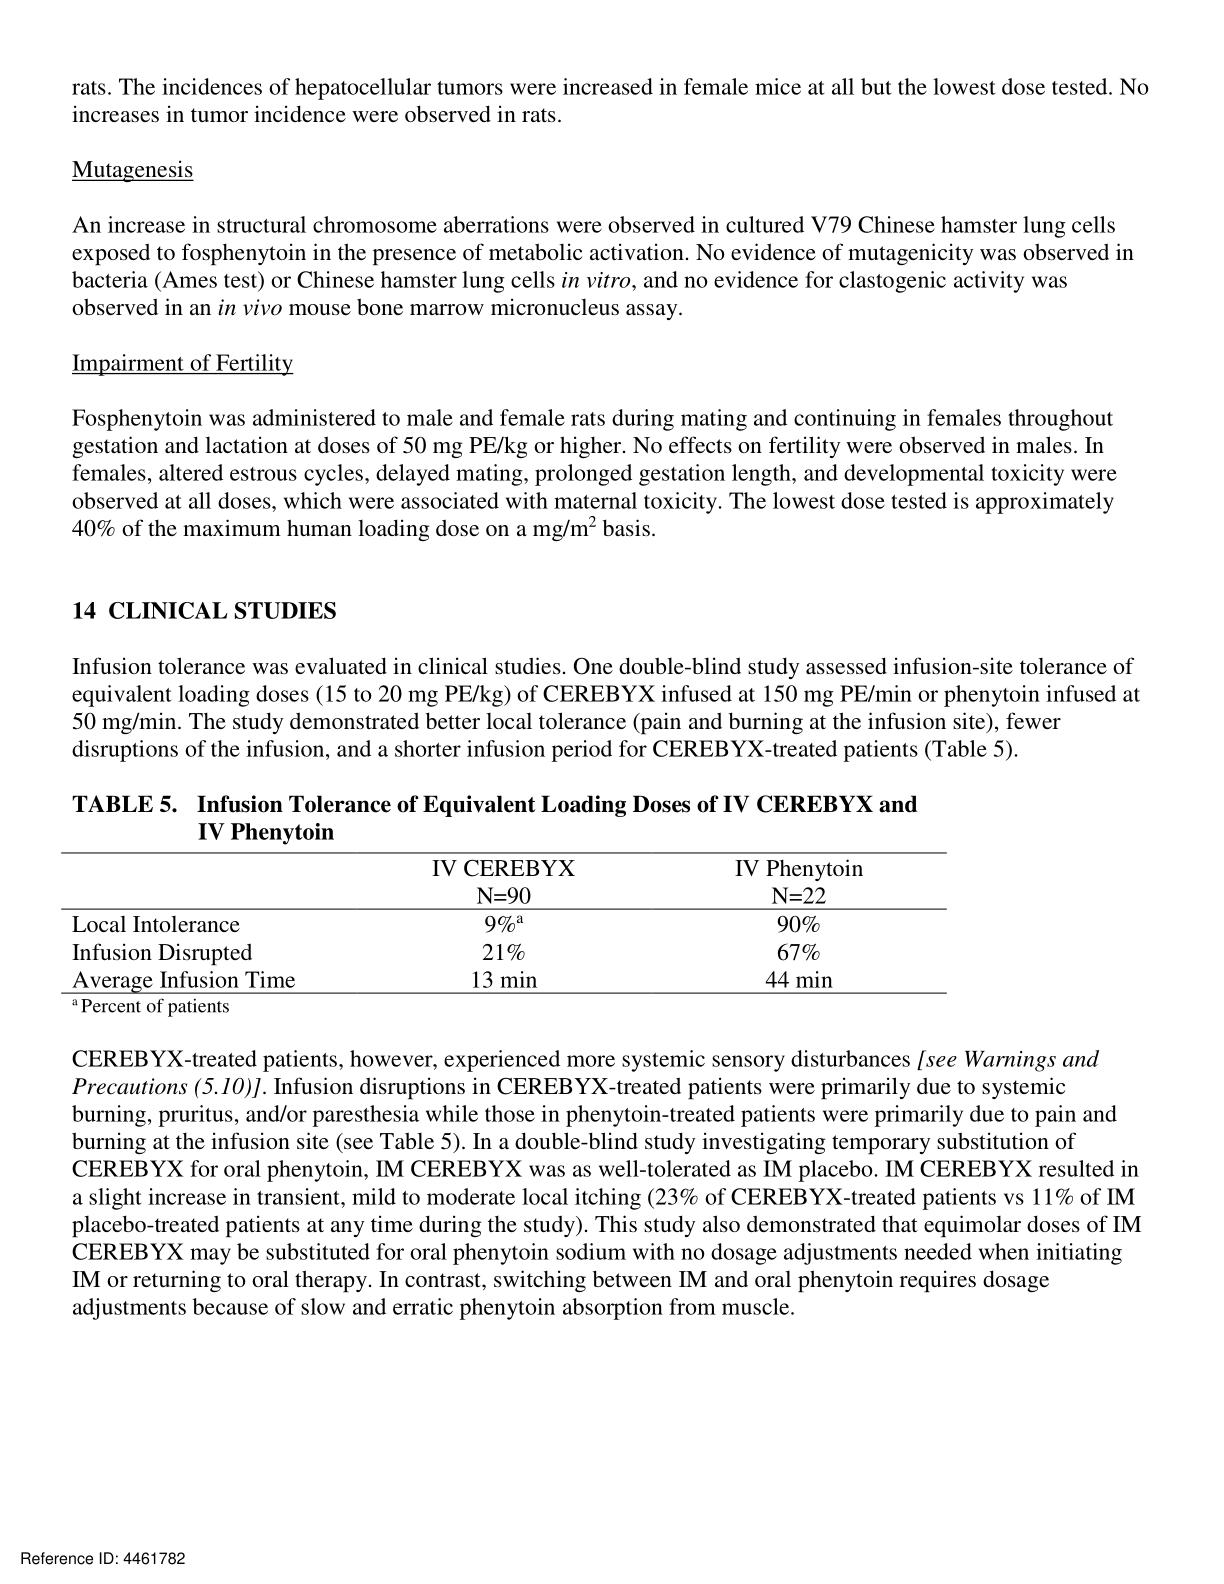 rats. The incidences of hepatocellular tumors were increased in female mice at all but the lowest dose tested. No
increases in tumor incidence were observed in rats.
Mutagenesis
An increase in structural chromosome aberrations were observed in cultured V79 Chinese hamster lung cells
exposed to fosphenytoin in the presence of metabolic activation. No evidence of mutagenicity was observed in
bacteria (Ames test) or Chinese hamster lung cells in vitro, and no evidence for clastogenic activity was
observed in an in vivo mouse bone marrow micronucleus assay.
Impairment of Fertility
Fosphenytoin was administered to male and female rats during mating and continuing in females throughout
gestation and lactation at doses of 50 mg PE/kg or higher. No effects on fertility were observed in males. In
females, altered estrous cycles, delayed mating, prolonged gestation length, and developmental toxicity were
observed at all doses, which were associated with maternal toxicity. The lowest dose tested is approximately
40% of the maximum human loading dose on a mg/m² basis.
14 CLINICAL STUDIES
Infusion tolerance was evaluated in clinical studies. One double-blind study assessed infusion-site tolerance of
equivalent loading doses (15 to 20 mg PE/kg) of CEREBYX infused at 150 mg PE/min or phenytoin infused at
50 mg/min. The study demonstrated better local tolerance (pain and burning at the infusion site), fewer
disruptions of the infusion, and a shorter infusion period for CEREBYX-treated patients (Table 5).
TABLE 5. Infusion Tolerance of Equivalent Loading Doses of IV CEREBYX and
IV Phenytoin
IV CEREBYX IV Phenytoin
N=90 N=22
Local Intolerance 9%ᵃ 90%
Infusion Disrupted 21% 67%
Average Infusion Time 13 min 44 min
ᵃ Percent of patients
CEREBYX-treated patients, however, experienced more systemic sensory disturbances [see Warnings and
Precautions (5.10)]. Infusion disruptions in CEREBYX-treated patients were primarily due to systemic
burning, pruritus, and/or paresthesia while those in phenytoin-treated patients were primarily due to pain and
burning at the infusion site (see Table 5). In a double-blind study investigating temporary substitution of
CEREBYX for oral phenytoin, IM CEREBYX was as well-tolerated as IM placebo. IM CEREBYX resulted in
a slight increase in transient, mild to moderate local itching (23% of CEREBYX-treated patients vs 11% of IM
placebo-treated patients at any time during the study). This study also demonstrated that equimolar doses of IM
CEREBYX may be substituted for oral phenytoin sodium with no dosage adjustments needed when initiating
IM or returning to oral therapy. In contrast, switching between IM and oral phenytoin requires dosage
adjustments because of slow and erratic phenytoin absorption from muscle.
Reference ID: 4461782